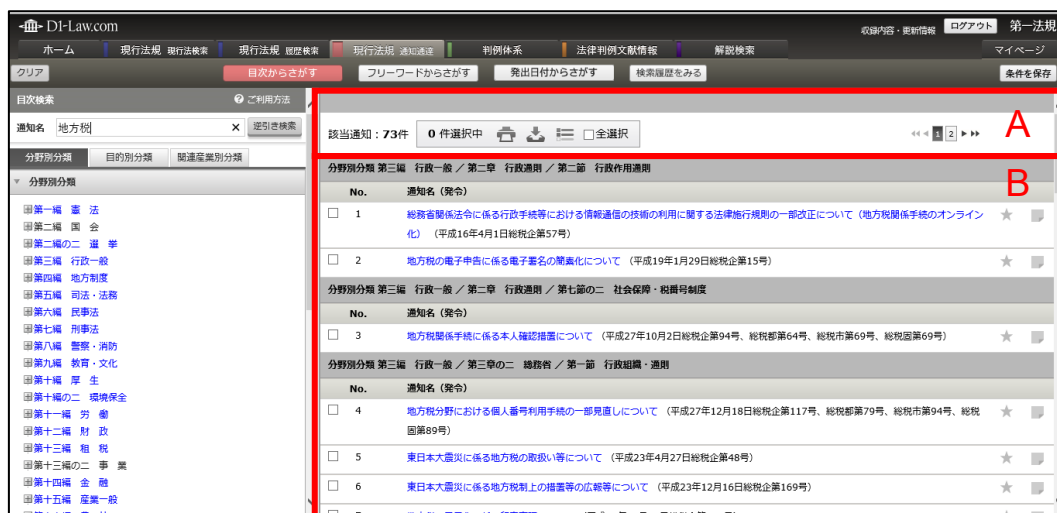 D1-Law.com
収録内容・更新情報 ログアウト 第一法規
ホーム 現行法規 現行法検索 現行法規 履歴検索 現行法規 通知通達 判例体系 法律判例文献情報 解説検索 マイページ
クリア 目次からさがす フリーワードからさがす 発出日付からさがす 検索履歴をみる 条件を保存
目次検索 ? ご利用方法
通知名 地方税 × 逆引き検索
分野別分類 目的別分類 関連産業別分類
分野別分類
第一編 憲 法
第二編 国 会
第二編の二 選 挙
第三編 行政一般
第四編 地方制度
第五編 司法・法務
第六編 民事法
第七編 刑事法
第八編 警察・消防
第九編 教育・文化
第十編 厚 生
第十編の二 環境保全
第十一編 労 働
第十二編 財 政
第十三編 租 税
第十三編の二 事 業
第十四編 金 融
第十五編 産業一般
該当通知：73件 0 件選択中 全選択 1 2 A
分野別分類 第三編 行政一般 ／ 第二章 行政通則 ／ 第二節 行政作用通則
B
No. 通知名（発令）
1 総務省関係法令に係る行政手続等における情報通信の技術の利用に関する法律施行規則の一部改正について（地方税関係手続のオンライン
化） （平成16年4月1日総税企第57号）
2 地方税の電子申告に係る電子署名の簡素化について （平成19年1月29日総税企第15号）
分野別分類 第三編 行政一般 ／ 第二章 行政通則 ／ 第七節の二 社会保障・税番号制度
No. 通知名（発令）
3 地方税関係手続に係る本人確認措置について （平成27年10月2日総税企第94号、総税都第64号、総税市第69号、総税固第69号）
分野別分類 第三編 行政一般 ／ 第三章の二 総務省 ／ 第一節 行政組織・通則
No. 通知名（発令）
4 地方税分野における個人番号利用手続の一部見直しについて （平成27年12月18日総税企第117号、総税都第79号、総税市第94号、総税
固第89号）
5 東日本大震災に係る地方税の取扱い等について （平成23年4月27日総税企第48号）
6 東日本大震災に係る地方税制上の措置等の広報等について （平成23年12月16日総税企第169号）